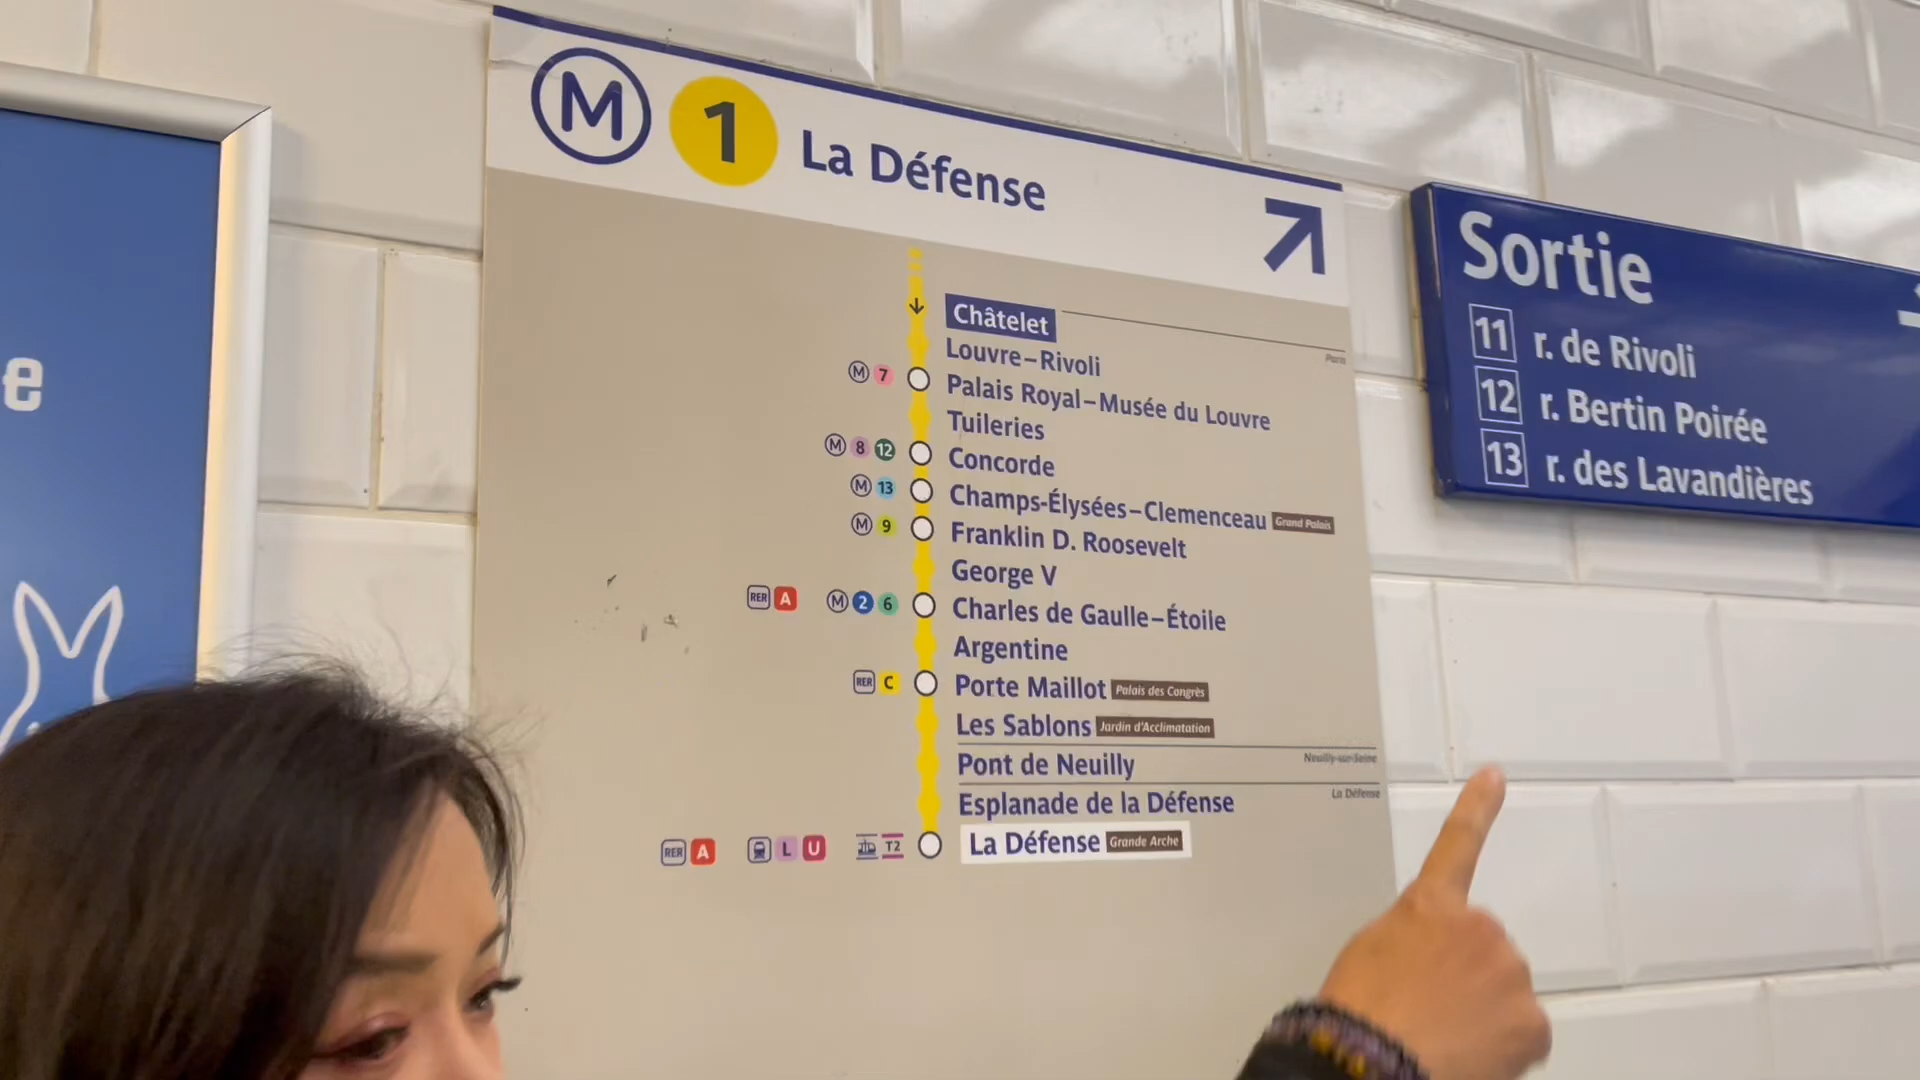 e
M 1 La Défense
Châtelet
Paris
Louvre–Rivoli
M 7 Palais Royal–Musée du Louvre
Tuileries
M 8 12 Concorde
M 13 Champs-Élysées–Clemenceau Grand Palais
M 9 Franklin D. Roosevelt
George V
RER A M 2 6 Charles de Gaulle–Étoile
Argentine
RER C Porte Maillot Palais des Congrès
Les Sablons Jardin d'Acclimatation
Neuilly-sur-Seine
Pont de Neuilly
La Défense
Esplanade de la Défense
RER A L U T2 La Défense Grande Arche
Sortie
11 r. de Rivoli
12 r. Bertin Poirée
13 r. des Lavandières